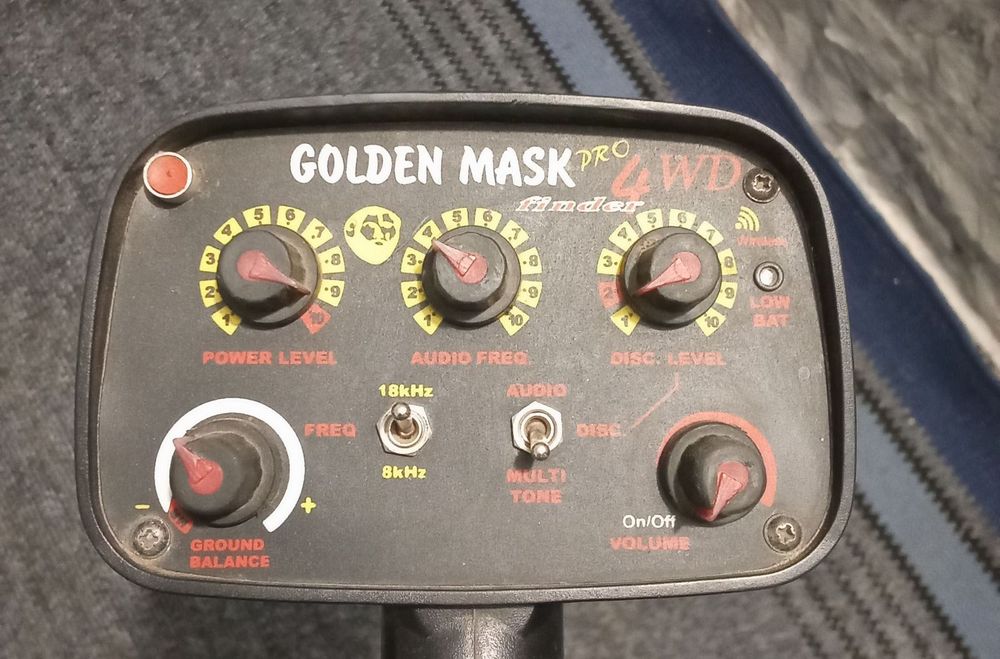 GOLDEN MASK PRO 4WD
finder
Wireless
LOW
BAT
1 2 3 4 5 6 7 8 9 10
POWER LEVEL
1 2 3 4 5 6 7 8 9 10
AUDIO FREQ.
1 2 3 4 5 6 7 8 9 10
DISC. LEVEL
18kHz
FREQ
8kHz
AUDIO
DISC.
MULTI
TONE
- +
GROUND
BALANCE
On/Off
VOLUME